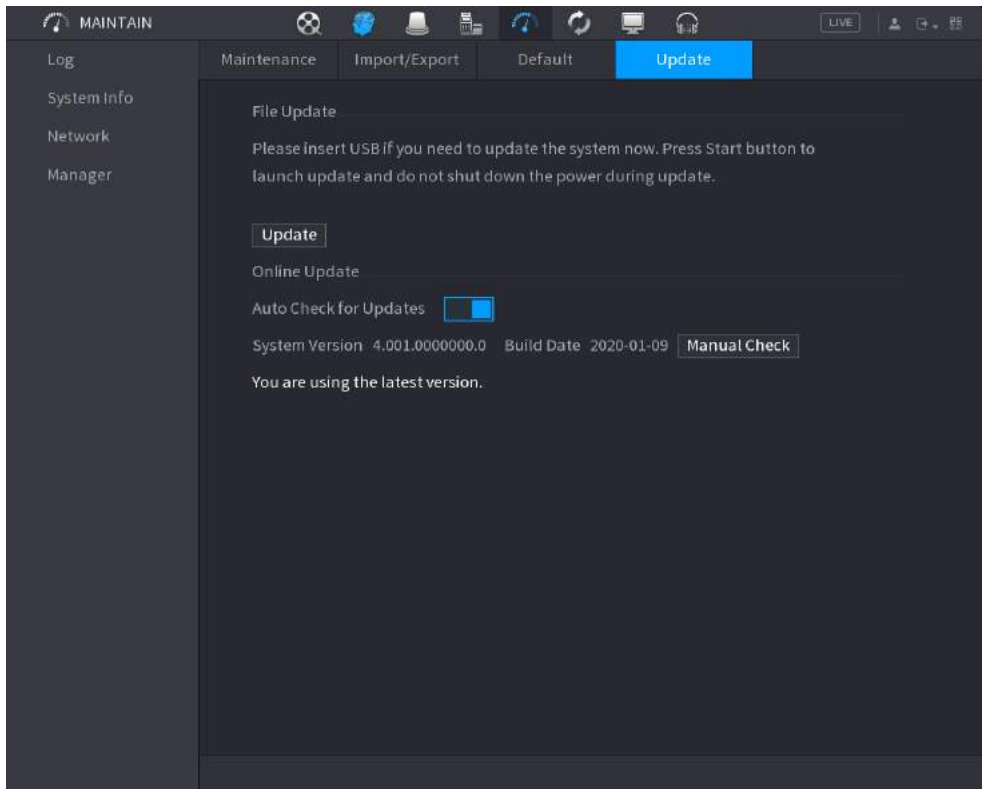 MAINTAIN
LIVE
Log
System Info
Network
Manager
Maintenance
Import/Export
Default
Update
File Update
Please insert USB if you need to update the system now. Press Start button to
launch update and do not shut down the power during update.
Update
Online Update
Auto Check for Updates
System Version 4.001.0000000.0 Build Date 2020-01-09 Manual Check
You are using the latest version.